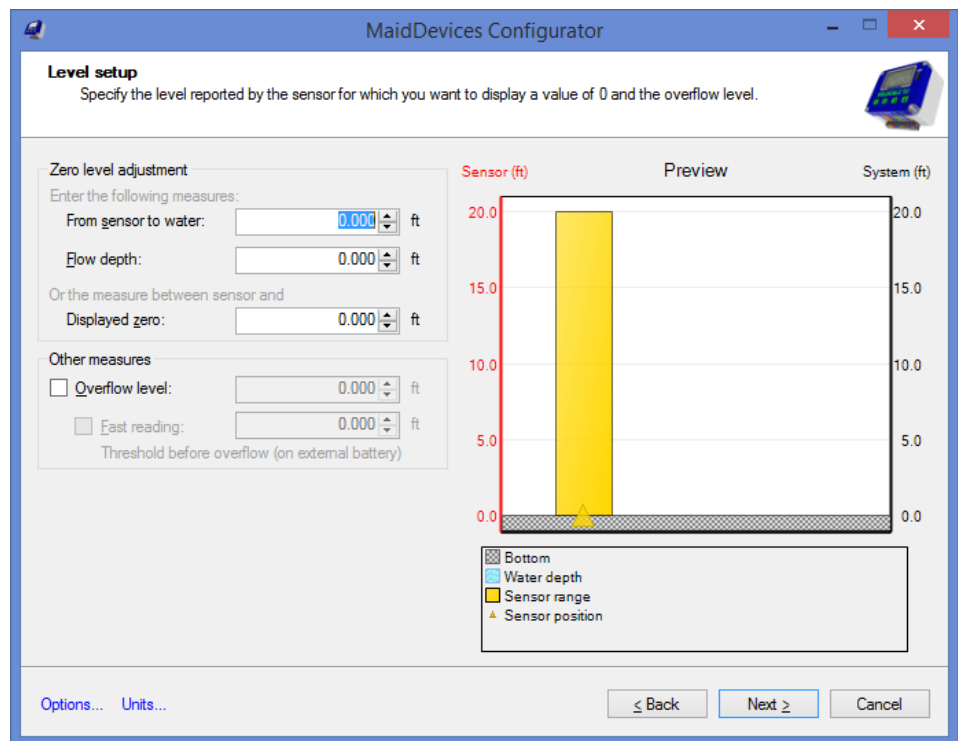 MaidDevices Configurator
Level setup
Specify the level reported by the sensor for which you want to display a value of 0 and the overflow level.
Zero level adjustment
Enter the following measures:
From sensor to water: 0.000 ft
Flow depth: 0.000 ft
Or the measure between sensor and
Displayed zero: 0.000 ft
Other measures
Overflow level: 0.000 ft
Fast reading: 0.000 ft
Threshold before overflow (on external battery)
Sensor (ft) Preview System (ft)
20.0 20.0
15.0 15.0
10.0 10.0
5.0 5.0
0.0 0.0
Bottom
Water depth
Sensor range
Sensor position
Options... Units... < Back Next > Cancel